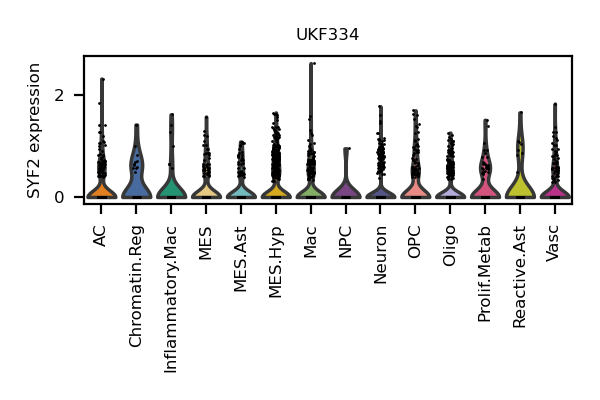 UKF334
SYF2 expression
2
0
AC
Chromatin.Reg
Inflammatory.Mac
MES
MES.Ast
MES.Hyp
Mac
NPC
Neuron
OPC
Oligo
Prolif.Metab
Reactive.Ast
Vasc